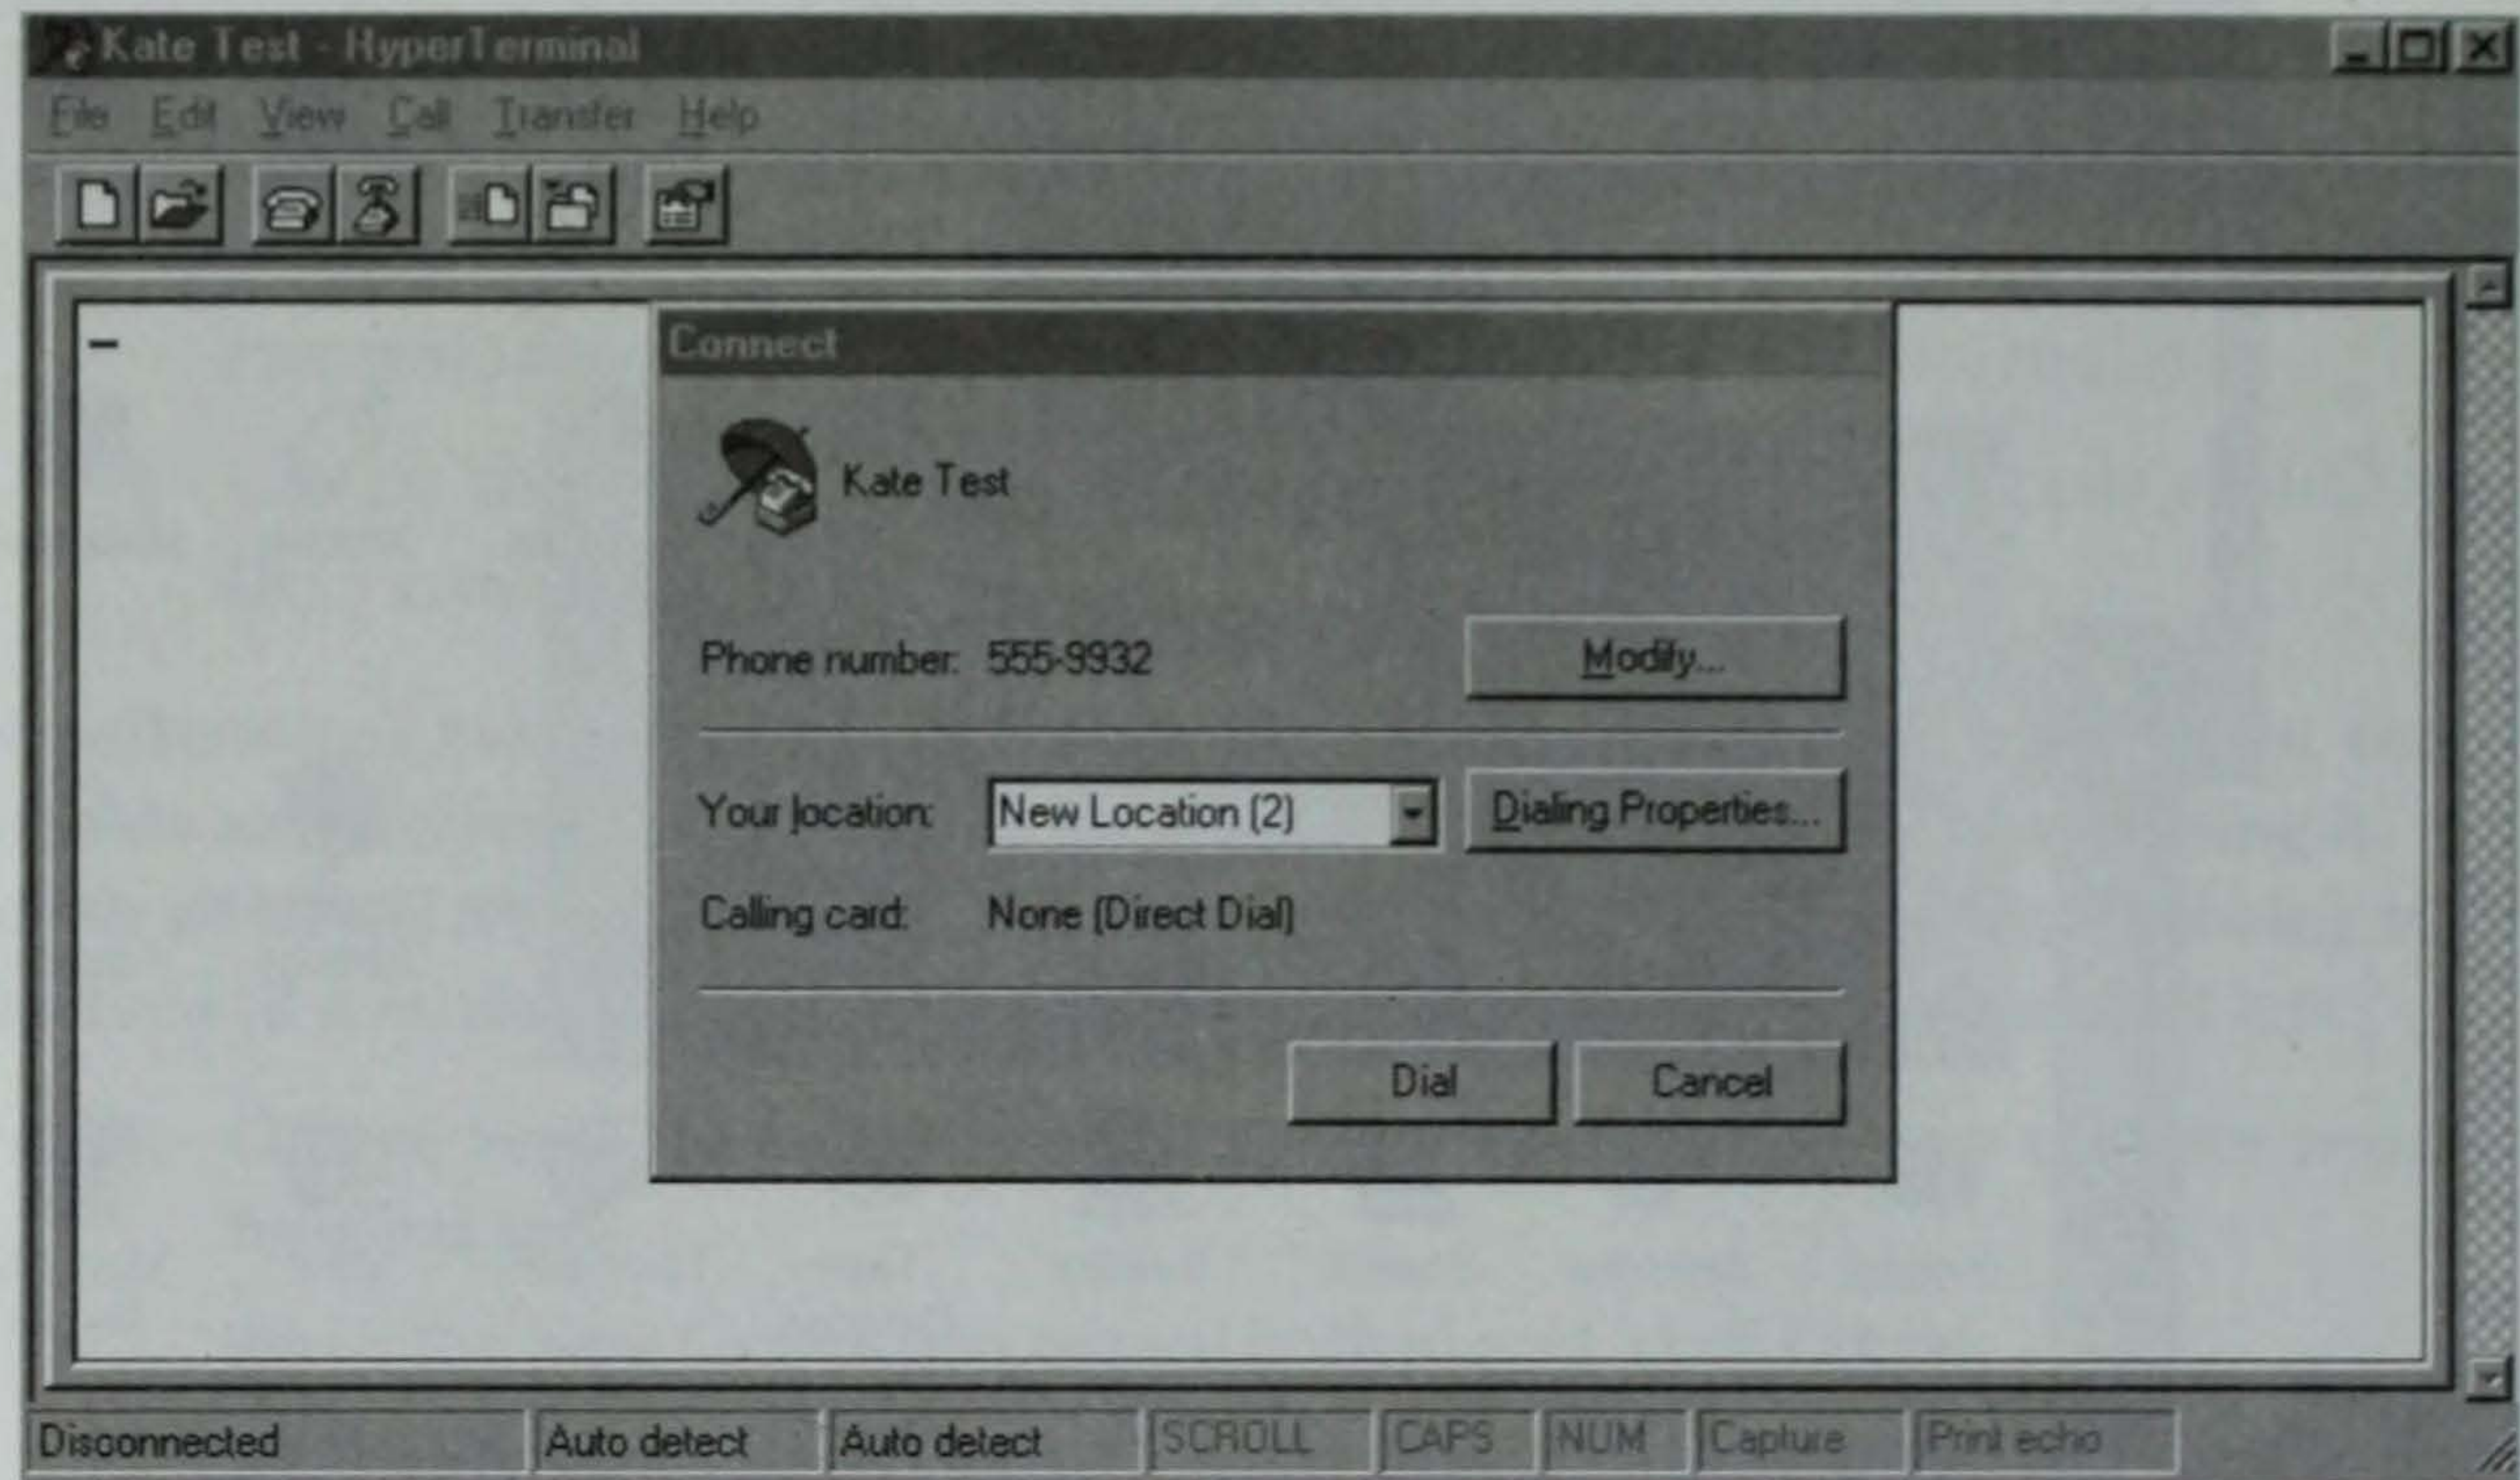 Kate Test - HyperTerminal
File Edit View Call Transfer Help
Connect
Kate Test
Phone number: 555-9932 Modify...
Your location: New Location (2) Dialing Properties...
Calling card: None (Direct Dial)
Dial Cancel
Disconnected Auto detect Auto detect SCROLL CAPS NUM Capture Print echo